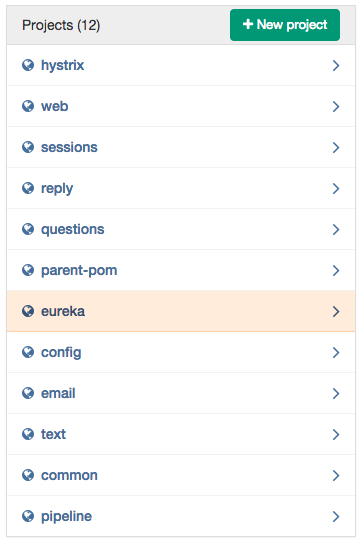 Projects (12)
+ New project
hystrix
web
sessions
reply
questions
parent-pom
eureka
config
email
text
common
pipeline